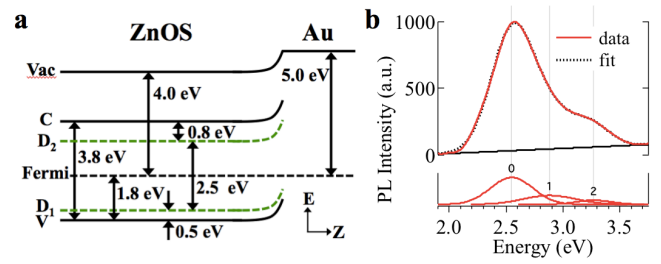 a
ZnOS
Au
Vac
4.0 eV
5.0 eV
C
0.8 eV
D2
3.8 eV
Fermi
1.8 eV
2.5 eV
D1
V
0.5 eV
E
Z
b
1000
500
0
PL Intensity (a.u.)
data
fit
0
1
2
2.0
2.5
3.0
3.5
Energy (eV)